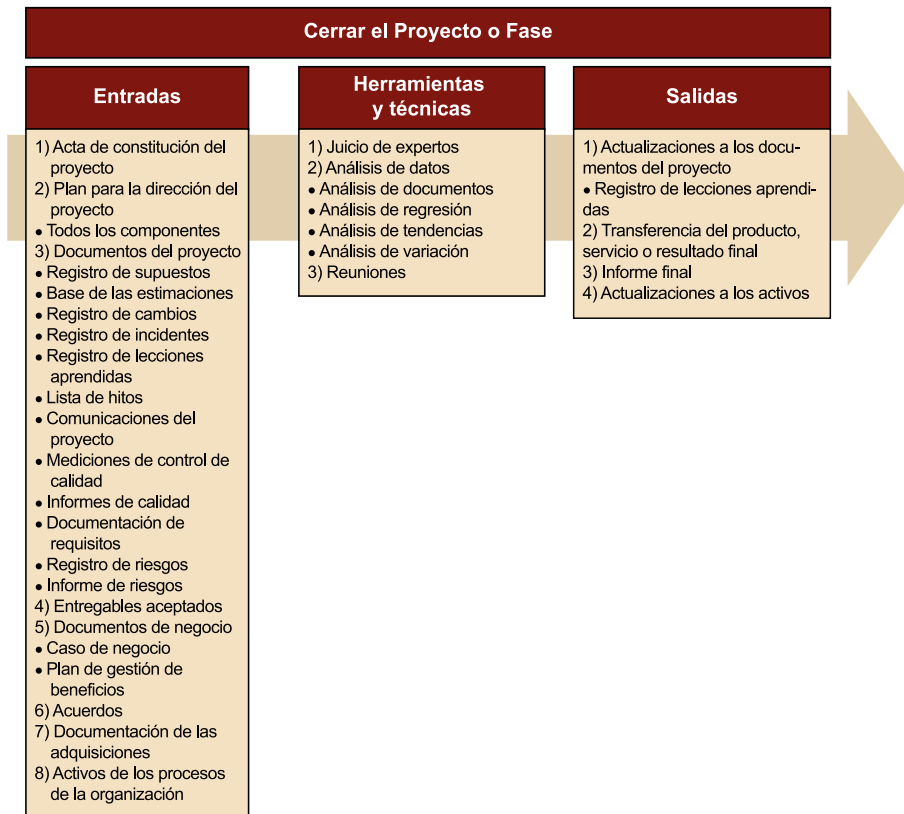 Cerrar el Proyecto o Fase
Entradas
1) Acta de constitución del
proyecto
2) Plan para la dirección del
proyecto
• Todos los componentes
3) Documentos del proyecto
• Registro de supuestos
• Base de las estimaciones
• Registro de cambios
• Registro de incidentes
• Registro de lecciones
aprendidas
• Lista de hitos
• Comunicaciones del
proyecto
• Mediciones de control de
calidad
• Informes de calidad
• Documentación de
requisitos
• Registro de riesgos
• Informe de riesgos
4) Entregables aceptados
5) Documentos de negocio
• Caso de negocio
• Plan de gestión de
beneficios
6) Acuerdos
7) Documentación de las
adquisiciones
8) Activos de los procesos
de la organización
Herramientas
y técnicas
1) Juicio de expertos
2) Análisis de datos
• Análisis de documentos
• Análisis de regresión
• Análisis de tendencias
• Análisis de variación
3) Reuniones
Salidas
1) Actualizaciones a los docu-
mentos del proyecto
• Registro de lecciones aprendi-
das
2) Transferencia del producto,
servicio o resultado final
3) Informe final
4) Actualizaciones a los activos